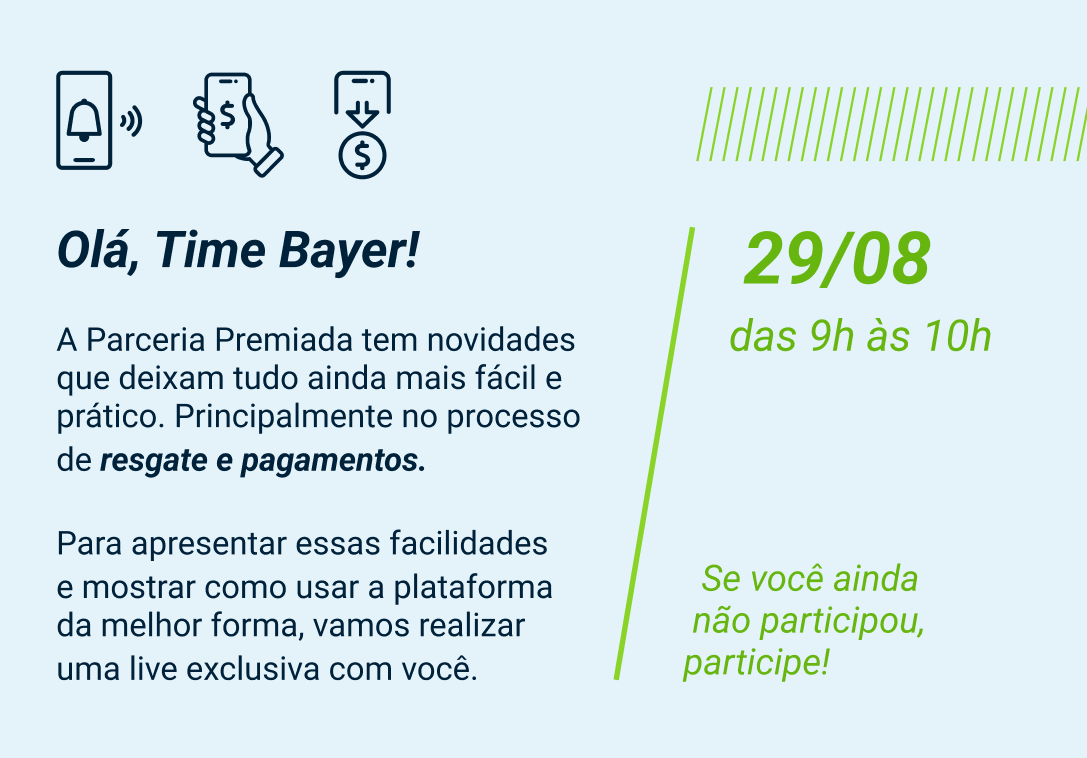 Olá, Time Bayer!
A Parceria Premiada tem novidades
que deixam tudo ainda mais fácil e
prático. Principalmente no processo
de resgate e pagamentos.
Para apresentar essas facilidades
e mostrar como usar a plataforma
da melhor forma, vamos realizar
uma live exclusiva com você.
29/08
das 9h às 10h
Se você ainda
não participou,
participe!